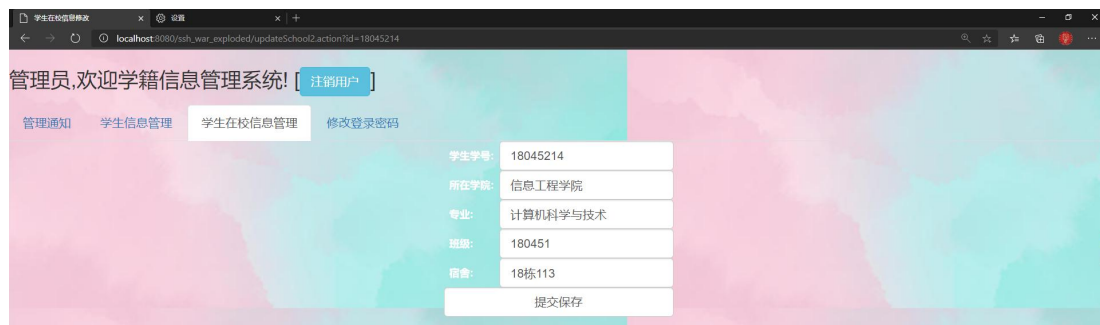 学生在校信息修改
设置
localhost:8080/ssh_war_exploded/updateSchool2.action?id=18045214
管理员,欢迎学籍信息管理系统! [ 注销用户 ]
管理通知 学生信息管理 学生在校信息管理 修改登录密码
学生学号: 18045214
所在学院: 信息工程学院
专业: 计算机科学与技术
班级: 180451
宿舍: 18栋113
提交保存